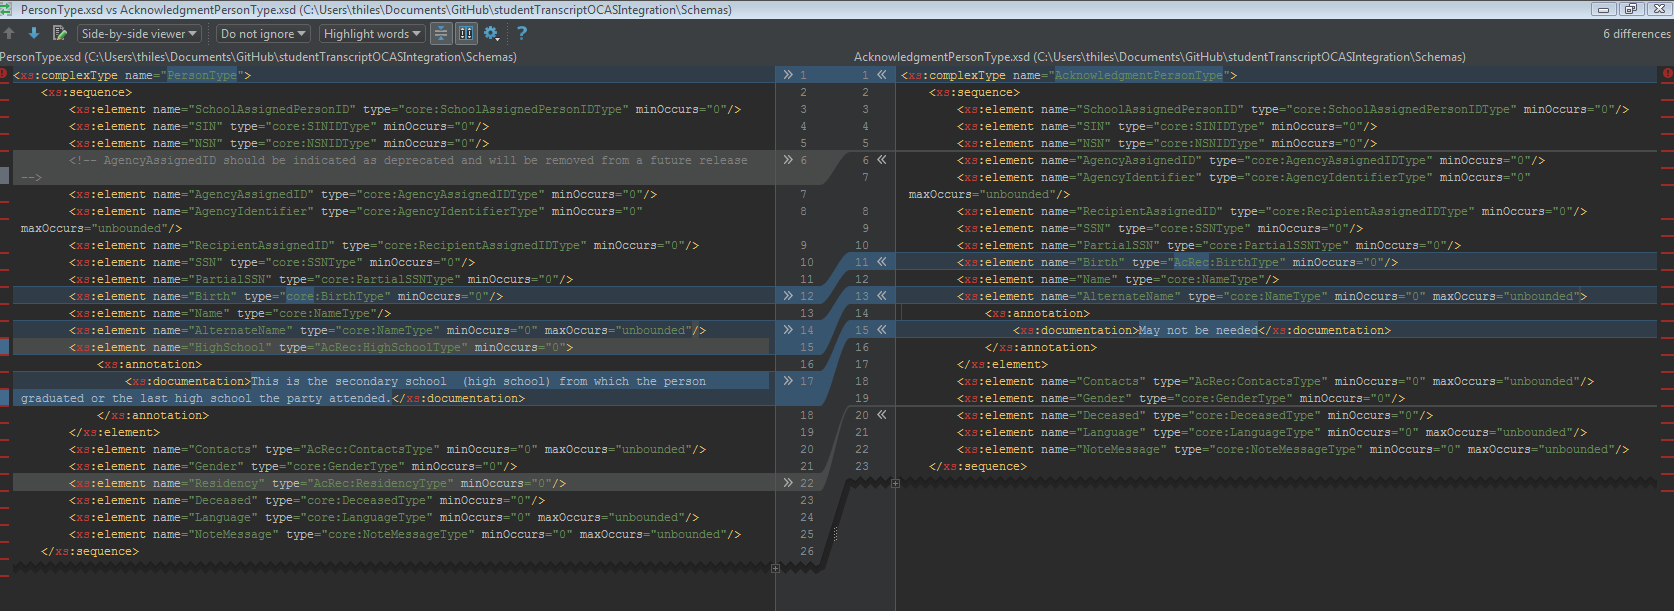 PersonType.xsd vs AcknowledgmentPersonType.xsd (C:\Users\thiles\Documents\GitHub\studentTranscriptOCASIntegration\Schemas)
Side-by-side viewer Do not ignore Highlight words ? 6 differences
PersonType.xsd (C:\Users\thiles\Documents\GitHub\studentTranscriptOCASIntegration\Schemas)
<xs:complexType name="PersonType">
<xs:sequence>
<xs:element name="SchoolAssignedPersonID" type="core:SchoolAssignedPersonIDType" minOccurs="0"/>
<xs:element name="SIN" type="core:SINIDType" minOccurs="0"/>
<xs:element name="NSN" type="core:NSNIDType" minOccurs="0"/>
<!-- AgencyAssignedID should be indicated as deprecated and will be removed from a future release
-->
<xs:element name="AgencyAssignedID" type="core:AgencyAssignedIDType" minOccurs="0"/>
<xs:element name="AgencyIdentifier" type="core:AgencyIdentifierType" minOccurs="0"
maxOccurs="unbounded"/>
<xs:element name="RecipientAssignedID" type="core:RecipientAssignedIDType" minOccurs="0"/>
<xs:element name="SSN" type="core:SSNType" minOccurs="0"/>
<xs:element name="PartialSSN" type="core:PartialSSNType" minOccurs="0"/>
<xs:element name="Birth" type="core:BirthType" minOccurs="0"/>
<xs:element name="Name" type="core:NameType"/>
<xs:element name="AlternateName" type="core:NameType" minOccurs="0" maxOccurs="unbounded"/>
<xs:element name="HighSchool" type="AcRec:HighSchoolType" minOccurs="0">
<xs:annotation>
<xs:documentation>This is the secondary school  (high school) from which the person
graduated or the last high school the party attended.</xs:documentation>
</xs:annotation>
</xs:element>
<xs:element name="Contacts" type="AcRec:ContactsType" minOccurs="0" maxOccurs="unbounded"/>
<xs:element name="Gender" type="core:GenderType" minOccurs="0"/>
<xs:element name="Residency" type="AcRec:ResidencyType" minOccurs="0"/>
<xs:element name="Deceased" type="core:DeceasedType" minOccurs="0"/>
<xs:element name="Language" type="core:LanguageType" minOccurs="0" maxOccurs="unbounded"/>
<xs:element name="NoteMessage" type="core:NoteMessageType" minOccurs="0" maxOccurs="unbounded"/>
</xs:sequence>
1
2
3
4
5
6
7
8
9
10
11
12
13
14
15
16
17
18
19
20
21
22
23
24
25
26
1
2
3
4
5
6
7
8
9
10
11
12
13
14
15
16
17
18
19
20
21
22
23
AcknowledgmentPersonType.xsd (C:\Users\thiles\Documents\GitHub\studentTranscriptOCASIntegration\Schemas)
<xs:complexType name="AcknowledgmentPersonType">
<xs:sequence>
<xs:element name="SchoolAssignedPersonID" type="core:SchoolAssignedPersonIDType" minOccurs="0"/>
<xs:element name="SIN" type="core:SINIDType" minOccurs="0"/>
<xs:element name="NSN" type="core:NSNIDType" minOccurs="0"/>
<xs:element name="AgencyAssignedID" type="core:AgencyAssignedIDType" minOccurs="0"/>
<xs:element name="AgencyIdentifier" type="core:AgencyIdentifierType" minOccurs="0"
maxOccurs="unbounded"/>
<xs:element name="RecipientAssignedID" type="core:RecipientAssignedIDType" minOccurs="0"/>
<xs:element name="SSN" type="core:SSNType" minOccurs="0"/>
<xs:element name="PartialSSN" type="core:PartialSSNType" minOccurs="0"/>
<xs:element name="Birth" type="AcRec:BirthType" minOccurs="0"/>
<xs:element name="Name" type="core:NameType"/>
<xs:element name="AlternateName" type="core:NameType" minOccurs="0" maxOccurs="unbounded">
<xs:annotation>
<xs:documentation>May not be needed</xs:documentation>
</xs:annotation>
</xs:element>
<xs:element name="Contacts" type="AcRec:ContactsType" minOccurs="0" maxOccurs="unbounded"/>
<xs:element name="Gender" type="core:GenderType" minOccurs="0"/>
<xs:element name="Deceased" type="core:DeceasedType" minOccurs="0"/>
<xs:element name="Language" type="core:LanguageType" minOccurs="0" maxOccurs="unbounded"/>
<xs:element name="NoteMessage" type="core:NoteMessageType" minOccurs="0" maxOccurs="unbounded"/>
</xs:sequence>